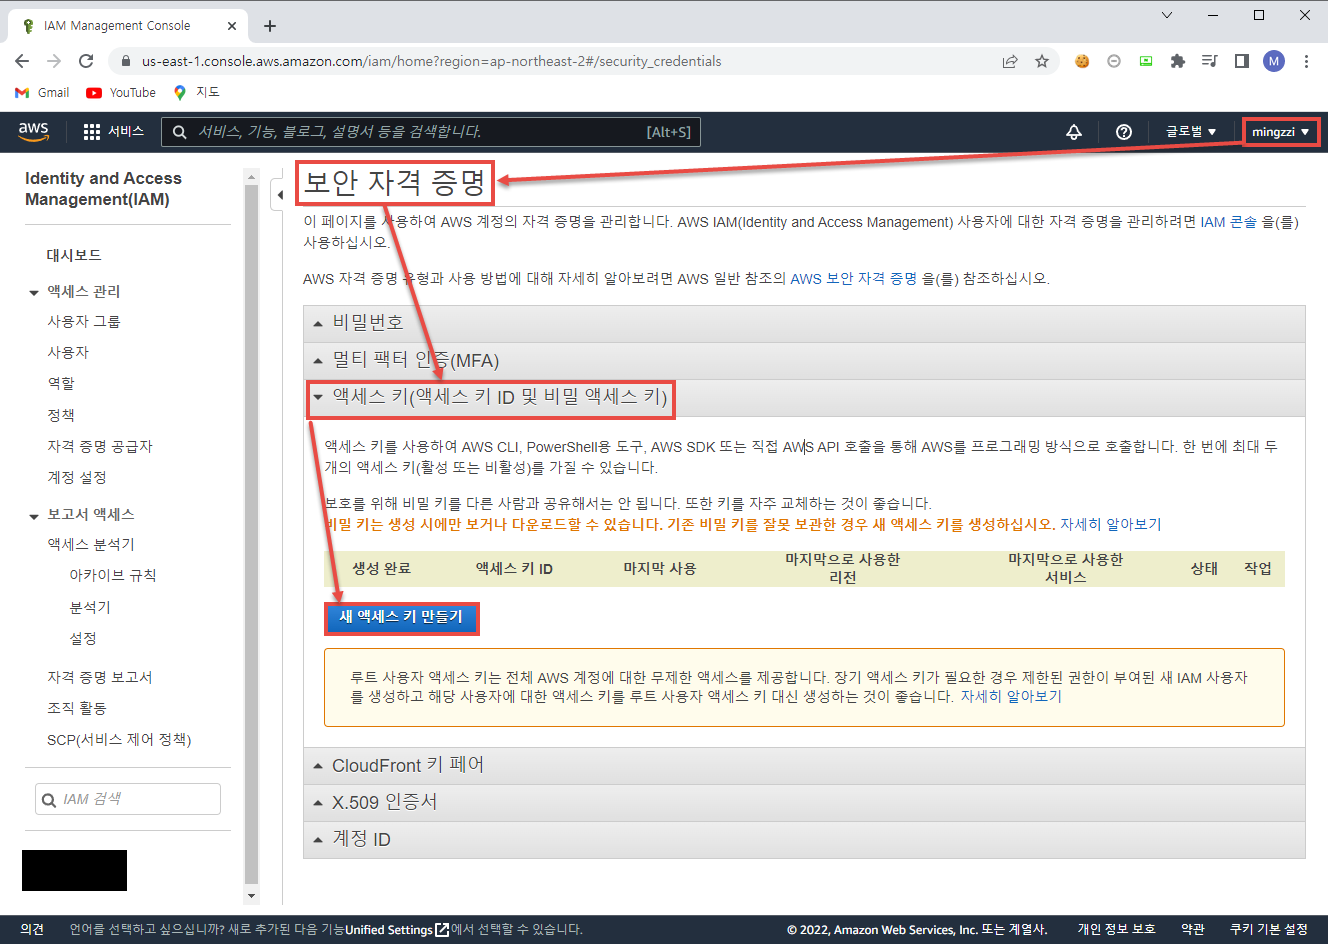 IAM Management Console
us-east-1.console.aws.amazon.com/iam/home?region=ap-northeast-2#/security_credentials
M
Gmail
YouTube
지도
aws
서비스
서비스, 기능, 블로그, 설명서 등을 검색합니다.
[Alt+S]
글로벌
mingzzi
Identity and Access
Management(IAM)
대시보드
액세스 관리
사용자 그룹
사용자
역할
정책
자격 증명 공급자
계정 설정
보고서 액세스
액세스 분석기
아카이브 규칙
분석기
설정
자격 증명 보고서
조직 활동
SCP(서비스 제어 정책)
IAM 검색
보안 자격 증명
이 페이지를 사용하여 AWS 계정의 자격 증명을 관리합니다. AWS IAM(Identity and Access Management) 사용자에 대한 자격 증명을 관리하려면 IAM 콘솔 을(를)
사용하십시오.
AWS 자격 증명 유형과 사용 방법에 대해 자세히 알아보려면 AWS 일반 참조의 AWS 보안 자격 증명 을(를) 참조하십시오.
비밀번호
멀티 팩터 인증(MFA)
액세스 키(액세스 키 ID 및 비밀 액세스 키)
액세스 키를 사용하여 AWS CLI, PowerShell용 도구, AWS SDK 또는 직접 AWS API 호출을 통해 AWS를 프로그래밍 방식으로 호출합니다. 한 번에 최대 두
개의 액세스 키(활성 또는 비활성)를 가질 수 있습니다.
보호를 위해 비밀 키를 다른 사람과 공유해서는 안 됩니다. 또한 키를 자주 교체하는 것이 좋습니다.
비밀 키는 생성 시에만 보거나 다운로드할 수 있습니다. 기존 비밀 키를 잘못 보관한 경우 새 액세스 키를 생성하십시오. 자세히 알아보기
생성 완료
액세스 키 ID
마지막 사용
마지막으로 사용한
리전
마지막으로 사용한
서비스
상태
작업
새 액세스 키 만들기
루트 사용자 액세스 키는 전체 AWS 계정에 대한 무제한 액세스를 제공합니다. 장기 액세스 키가 필요한 경우 제한된 권한이 부여된 새 IAM 사용자
를 생성하고 해당 사용자에 대한 액세스 키를 루트 사용자 액세스 키 대신 생성하는 것이 좋습니다. 자세히 알아보기
CloudFront 키 페어
X.509 인증서
계정 ID
의견
언어를 선택하고 싶으십니까? 새로 추가된 다음 기능Unified Settings에서 선택할 수 있습니다.
© 2022, Amazon Web Services, Inc. 또는 계열사.
개인 정보 보호
약관
쿠키 기본 설정